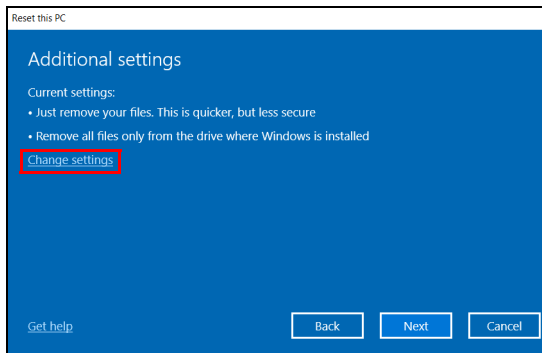 Reset this PC
Additional settings
Current settings:
• Just remove your files. This is quicker, but less secure
• Remove all files only from the drive where Windows is installed
Change settings
Get help
Back
Next
Cancel